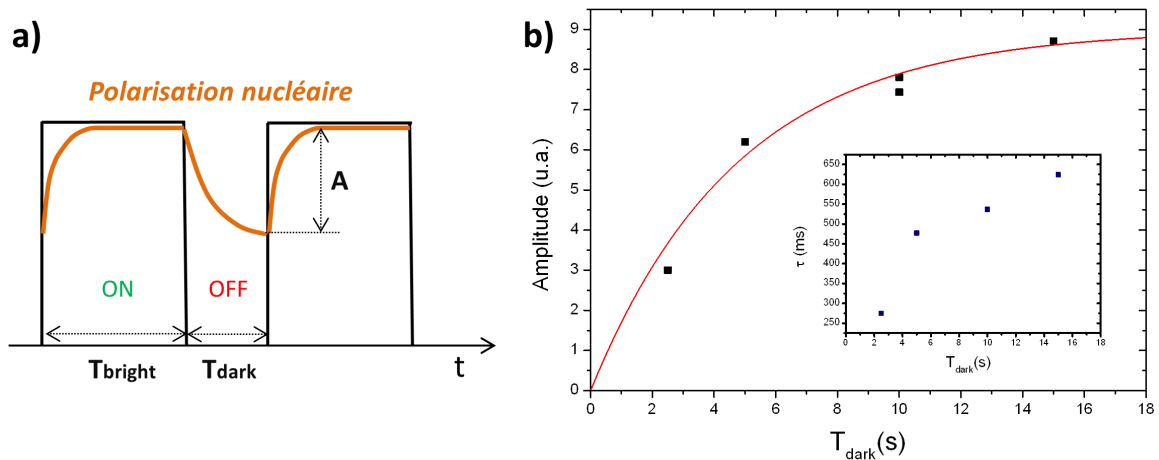 a)
Polarisation nucléaire
A
ON
OFF
Tbright
Tdark
t
b)
9
8
7
6
5
4
3
2
1
0
Amplitude (u.a.)
0 2 4 6 8 10 12 14 16 18
Tdark(s)
650
600
550
500
450
400
350
300
250
τ (ms)
0 2 4 6 8 10 12 14 16 18
Tdark(s)